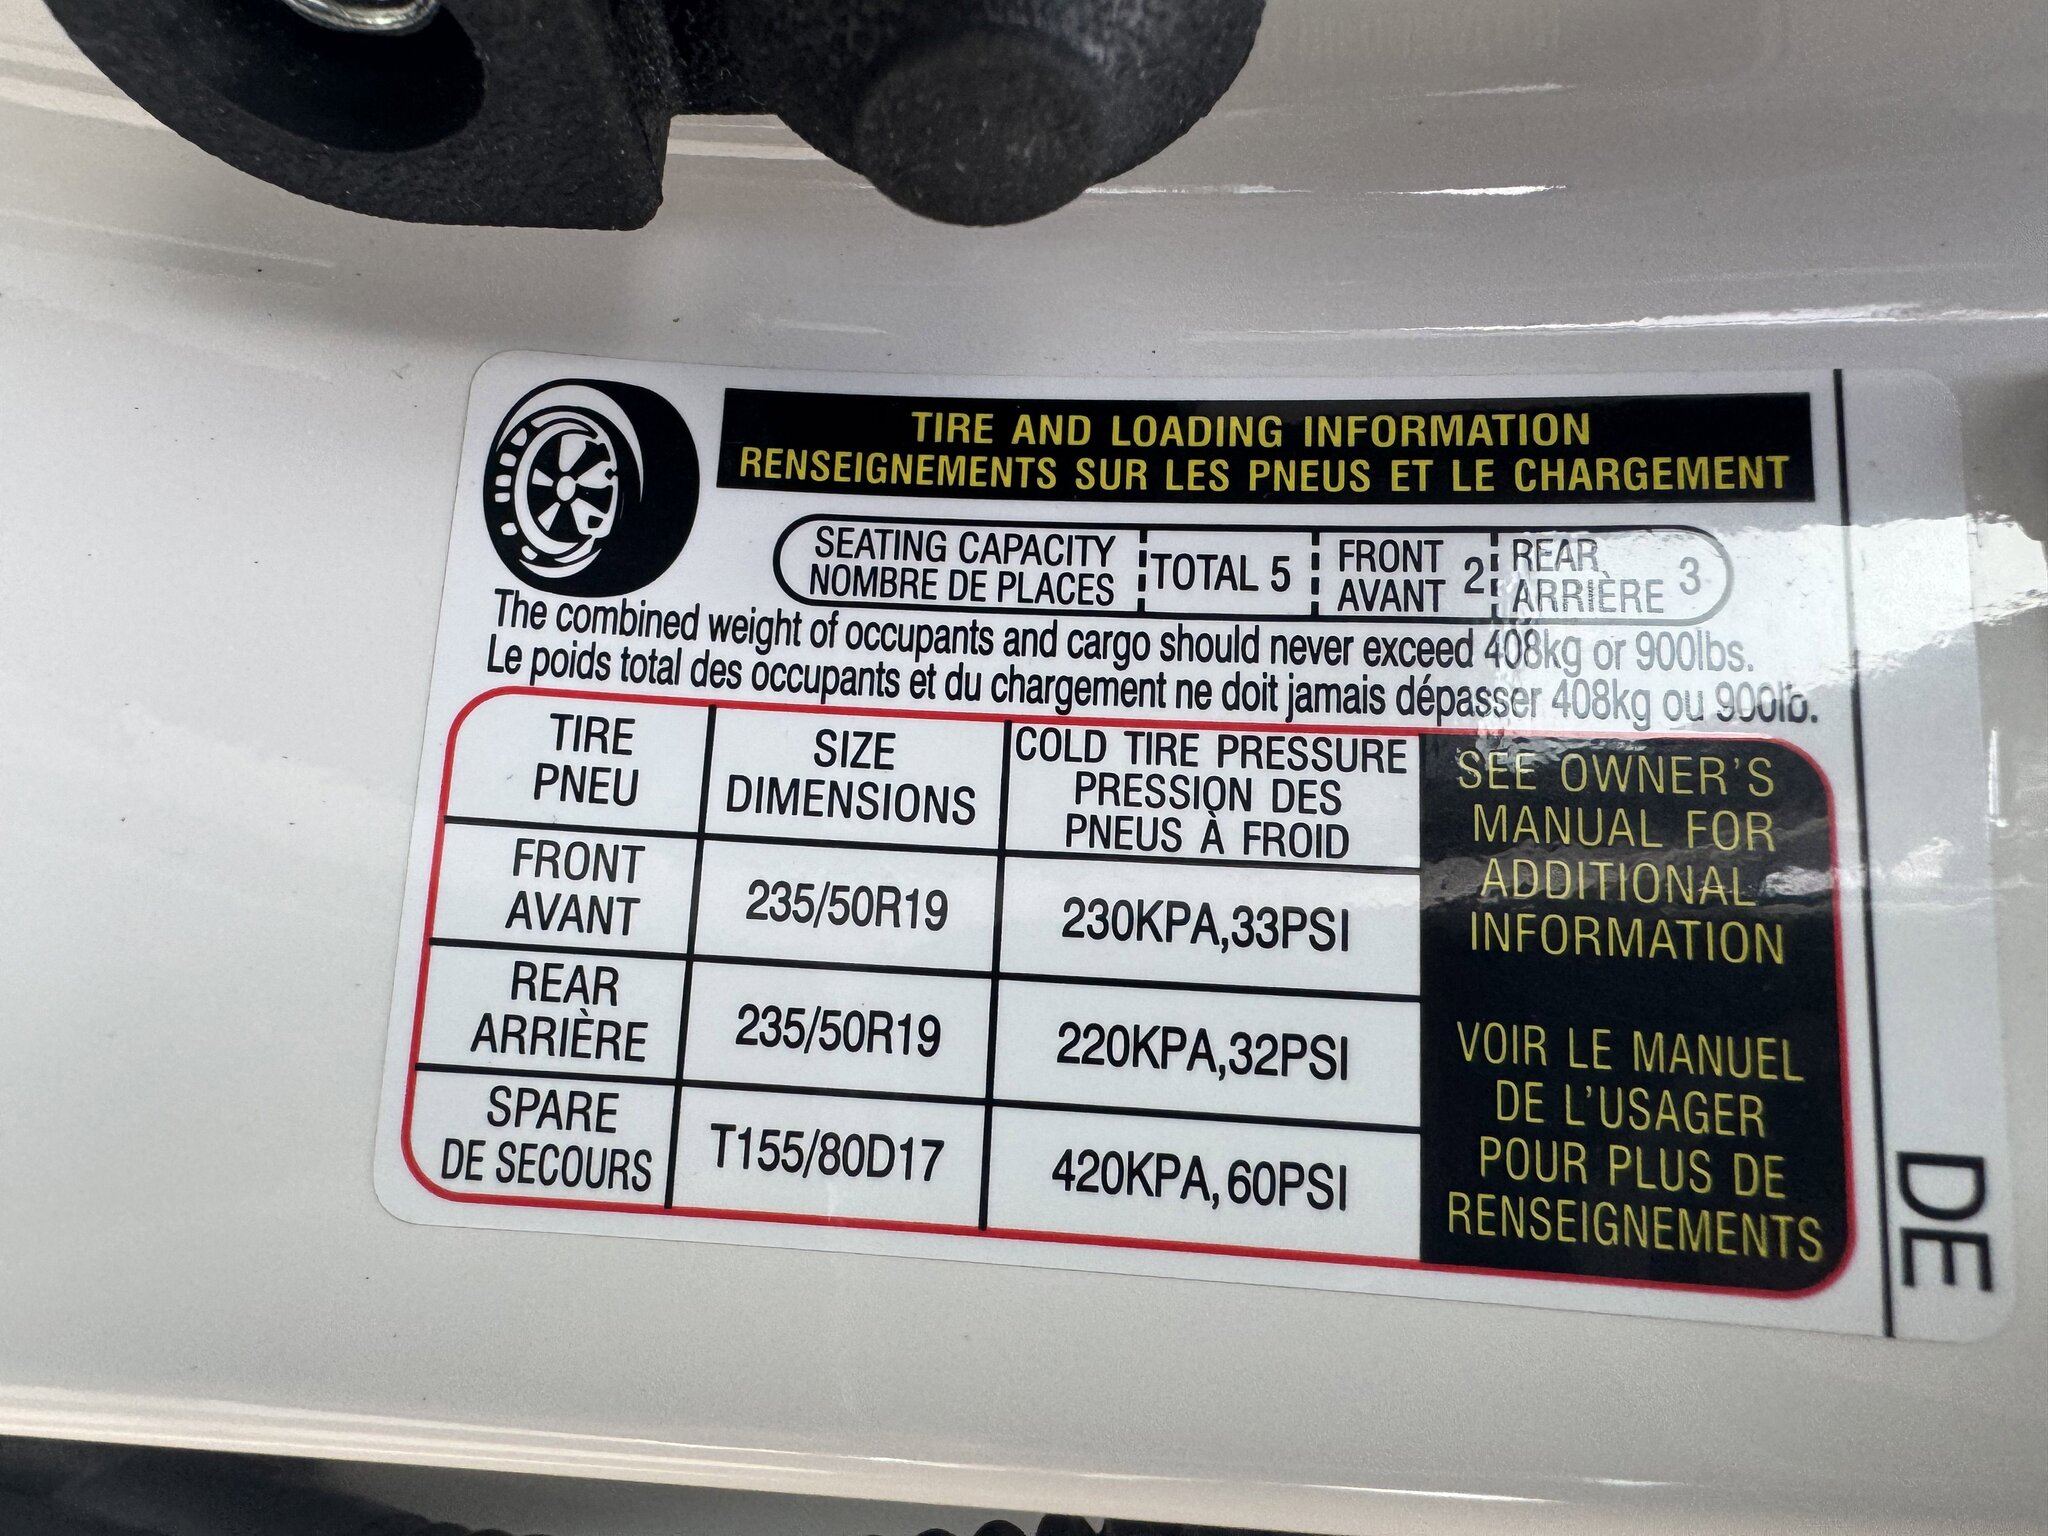 TIRE AND LOADING INFORMATION
RENSEIGNEMENTS SUR LES PNEUS ET LE CHARGEMENT
SEATING CAPACITY TOTAL 5 FRONT 2 REAR 3
NOMBRE DE PLACES AVANT ARRIÈRE
The combined weight of occupants and cargo should never exceed 408kg or 900lbs.
Le poids total des occupants et du chargement ne doit jamais dépasser 408kg ou 900lb.
TIRE
PNEU
SIZE
DIMENSIONS
COLD TIRE PRESSURE
PRESSION DES
PNEUS À FROID
FRONT
AVANT
235/50R19
230KPA,33PSI
REAR
ARRIÈRE
235/50R19
220KPA,32PSI
SPARE
DE SECOURS
T155/80D17
420KPA,60PSI
SEE OWNER'S
MANUAL FOR
ADDITIONAL
INFORMATION
VOIR LE MANUEL
DE L'USAGER
POUR PLUS DE
RENSEIGNEMENTS
DE